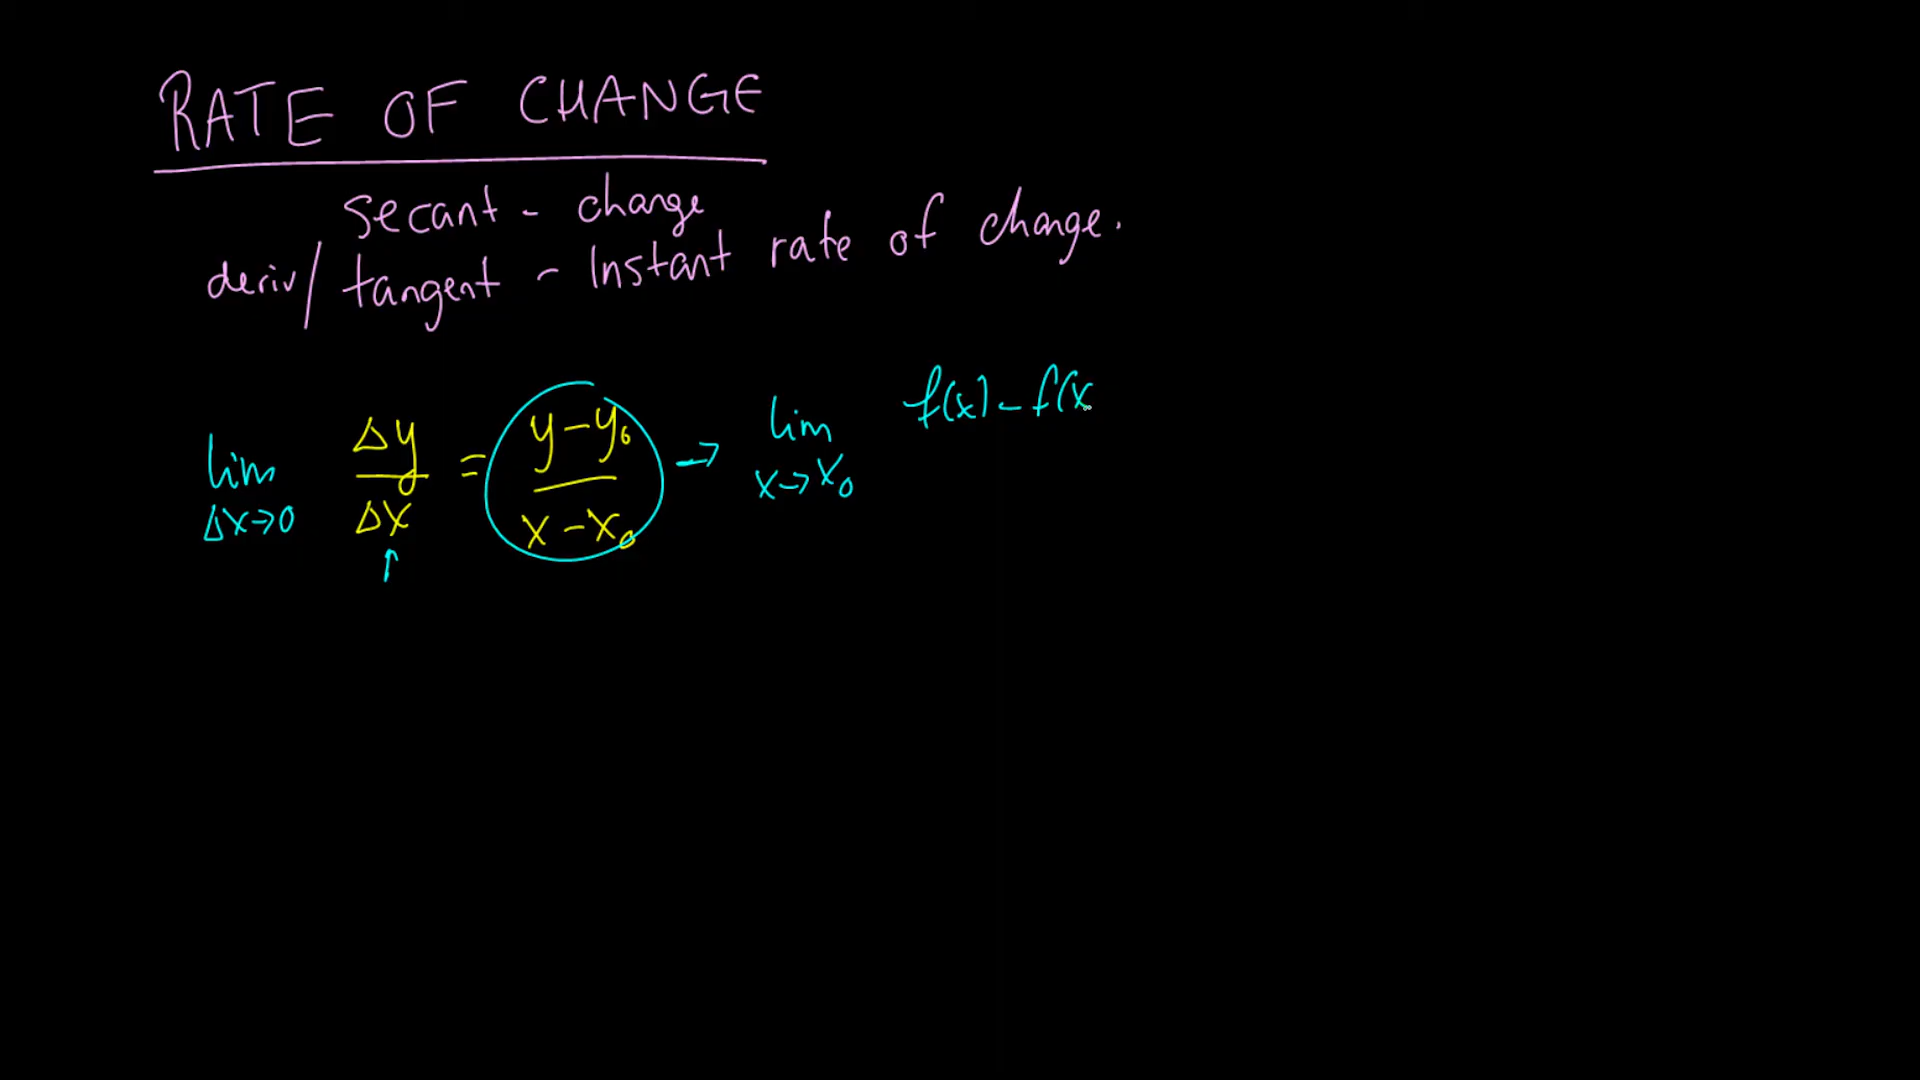 RATE OF CHANGE
secant - change
deriv/ tangent - Instant rate of change.
lim Δx→0 Δy/Δx = y-y₀/x-x₀ → lim x→x₀ f(x)-f(x
↑